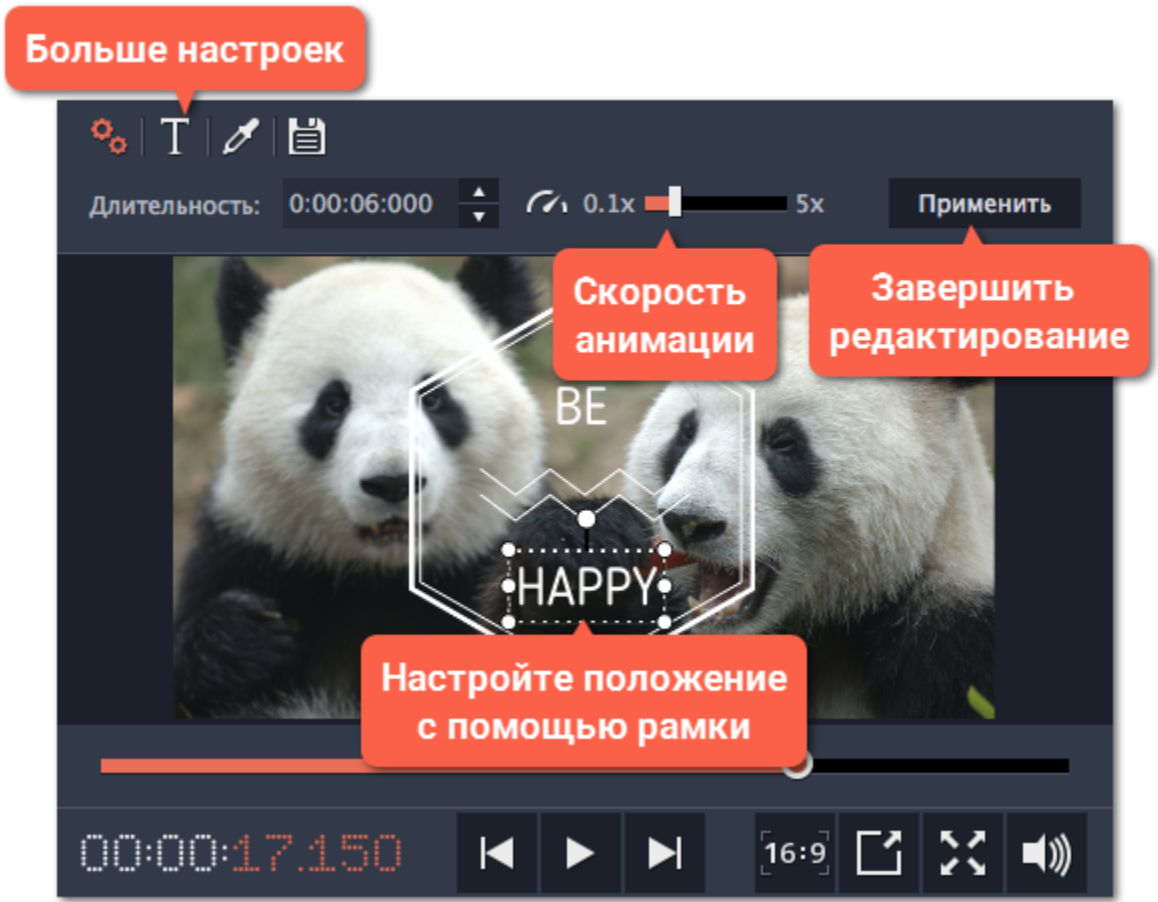 Больше настроек
T
Длительность: 0:00:06:000 0.1x 5x Применить
Скорость
анимации
Завершить
редактирование
BE
HAPPY
Настройте положение
с помощью рамки
00:00:17.150 16:9